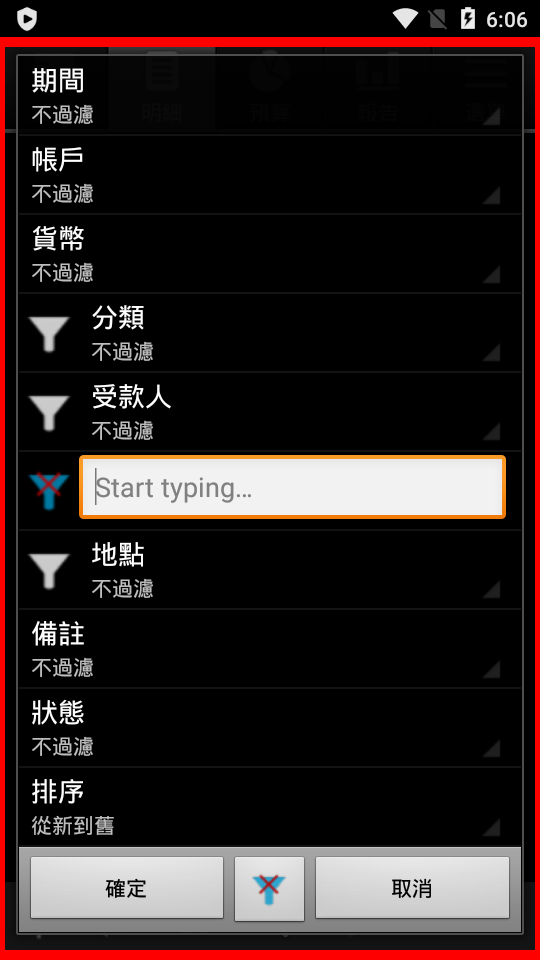 6:06
期間
不過濾
帳戶
不過濾
貨幣
不過濾
分類
不過濾
受款人
不過濾
Start typing...
地點
不過濾
備註
不過濾
狀態
不過濾
排序
從新到舊
確定
取消